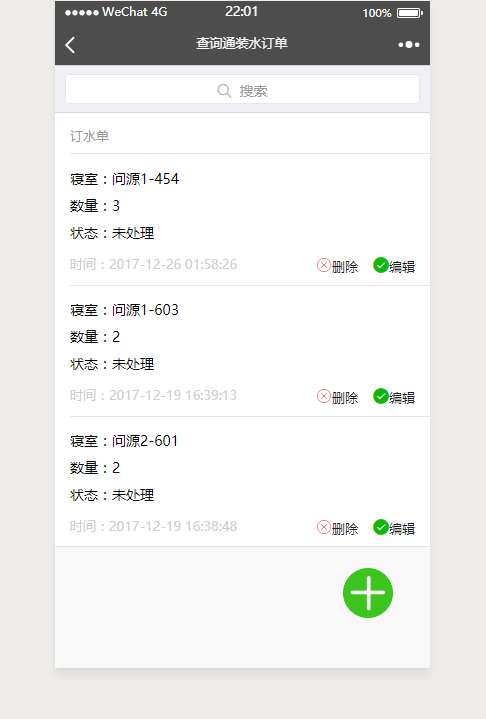 WeChat 4G 22:01 100%
查询通装水订单
搜索
订水单
寝室：问源1-454
数量：3
状态：未处理
时间：2017-12-26 01:58:26 删除 编辑
寝室：问源1-603
数量：2
状态：未处理
时间：2017-12-19 16:39:13 删除 编辑
寝室：问源2-601
数量：2
状态：未处理
时间：2017-12-19 16:38:48 删除 编辑